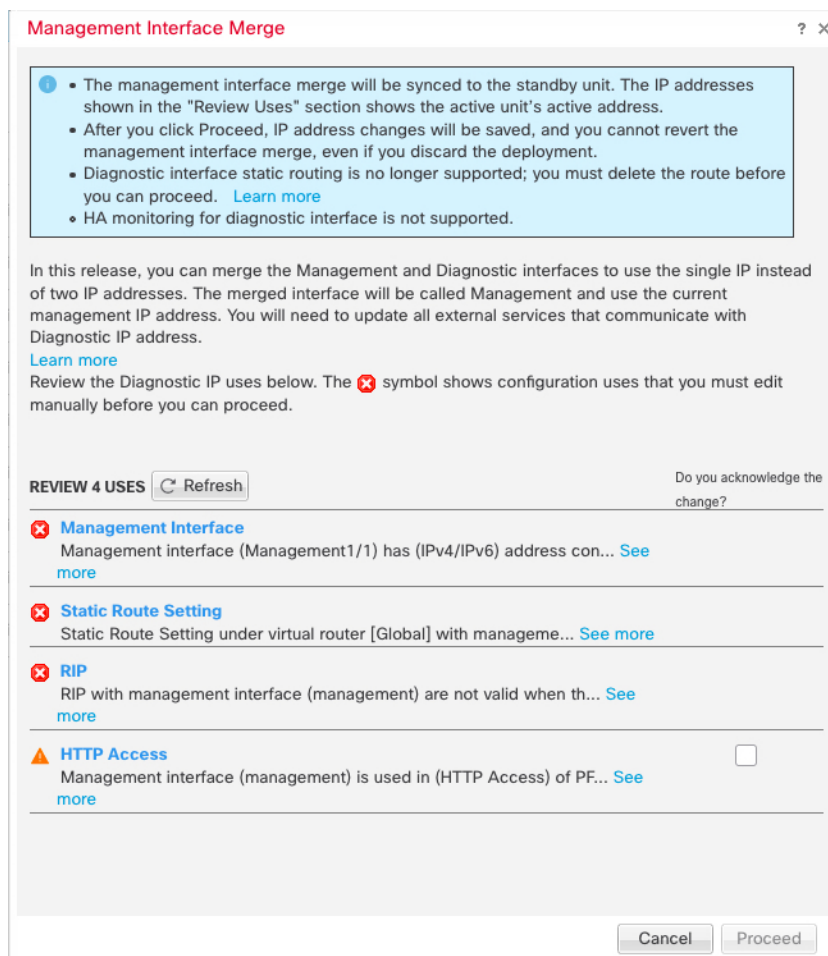 Management Interface Merge
? ×
• The management interface merge will be synced to the standby unit. The IP addresses
shown in the "Review Uses" section shows the active unit's active address.
• After you click Proceed, IP address changes will be saved, and you cannot revert the
management interface merge, even if you discard the deployment.
• Diagnostic interface static routing is no longer supported; you must delete the route before
you can proceed. Learn more
• HA monitoring for diagnostic interface is not supported.
In this release, you can merge the Management and Diagnostic interfaces to use the single IP instead
of two IP addresses. The merged interface will be called Management and use the current
management IP address. You will need to update all external services that communicate with
Diagnostic IP address.
Learn more
Review the Diagnostic IP uses below. The symbol shows configuration uses that you must edit
manually before you can proceed.
REVIEW 4 USES Refresh
Do you acknowledge the
change?
Management Interface
Management interface (Management1/1) has (IPv4/IPv6) address con... See
more
Static Route Setting
Static Route Setting under virtual router [Global] with manageme... See more
RIP
RIP with management interface (management) are not valid when th... See
more
HTTP Access
Management interface (management) is used in (HTTP Access) of PF... See
more
Cancel Proceed